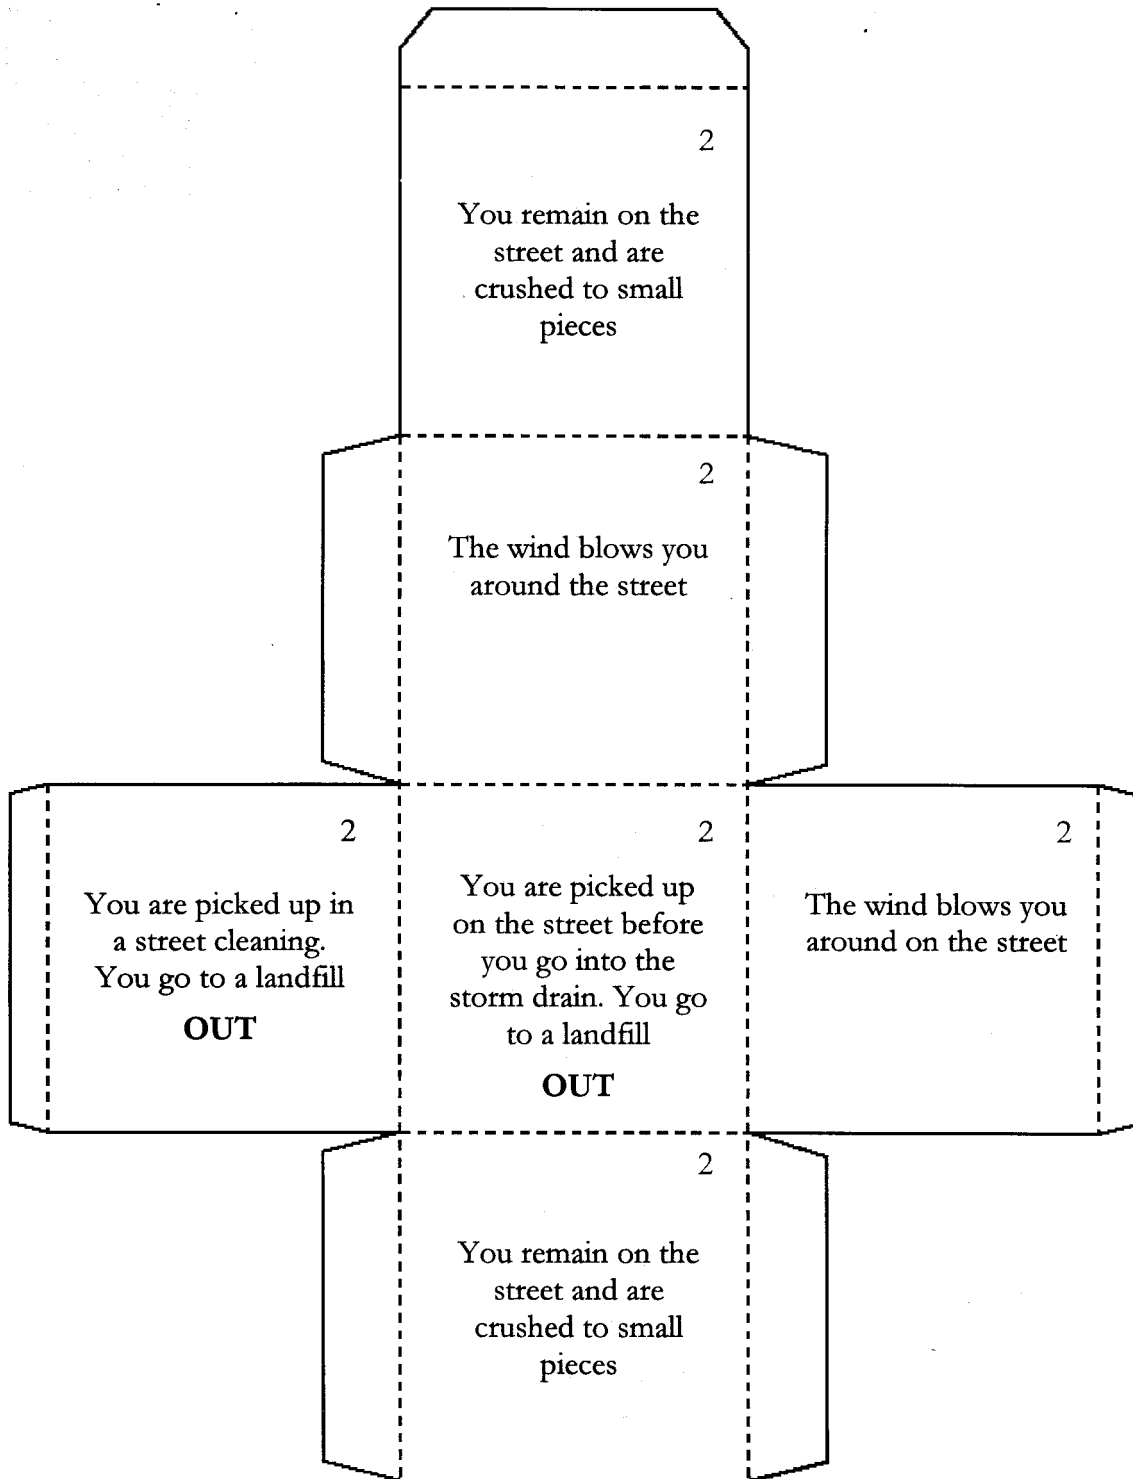 2
You remain on the
street and are
crushed to small
pieces
2
The wind blows you
around the street
2
You are picked up in
a street cleaning.
You go to a landfill
OUT
2
You are picked up
on the street before
you go into the
storm drain. You go
to a landfill
OUT
2
The wind blows you
around on the street
2
You remain on the
street and are
crushed to small
pieces